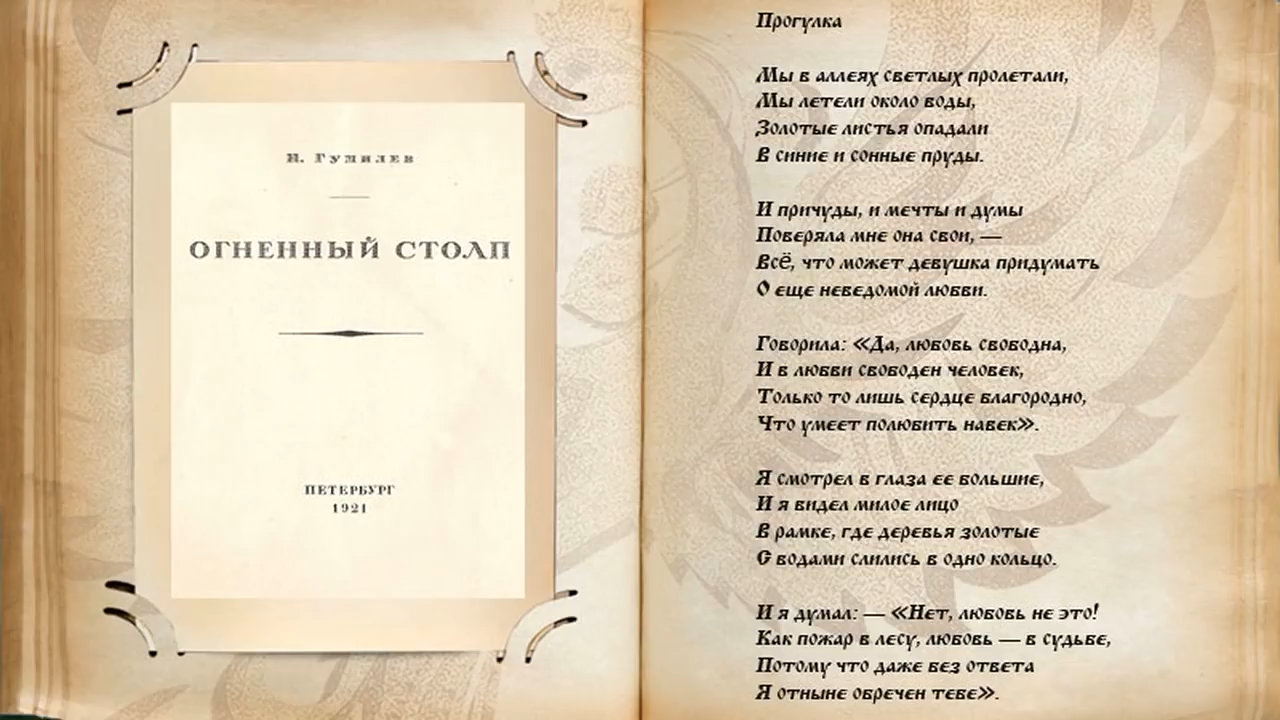 Н. Гумилев
ОГНЕННЫЙ СТОЛП
ПЕТЕРБУРГ
1921
Прогулка
Мы в аллеях светлых пролетали,
Мы летели около воды,
Золотые листья опадали
В синие и сонные пруды.
И причуды, и мечты и думы
Поверяла мне она свои, —
Всё, что может девушка придумать
О еще неведомой любви.
Говорила: «Да, любовь свободна,
И в любви свободен человек,
Только то лишь сердце благородно,
Что умеет полюбить навек».
Я смотрел в глаза ее большие,
И я видел милое лицо
В рамке, где деревья золотые
С водами слились в одно кольцо.
И я думал: — «Нет, любовь не это!
Как пожар в лесу, любовь — в судьбе,
Потому что даже без ответа
Я отныне обречен тебе».